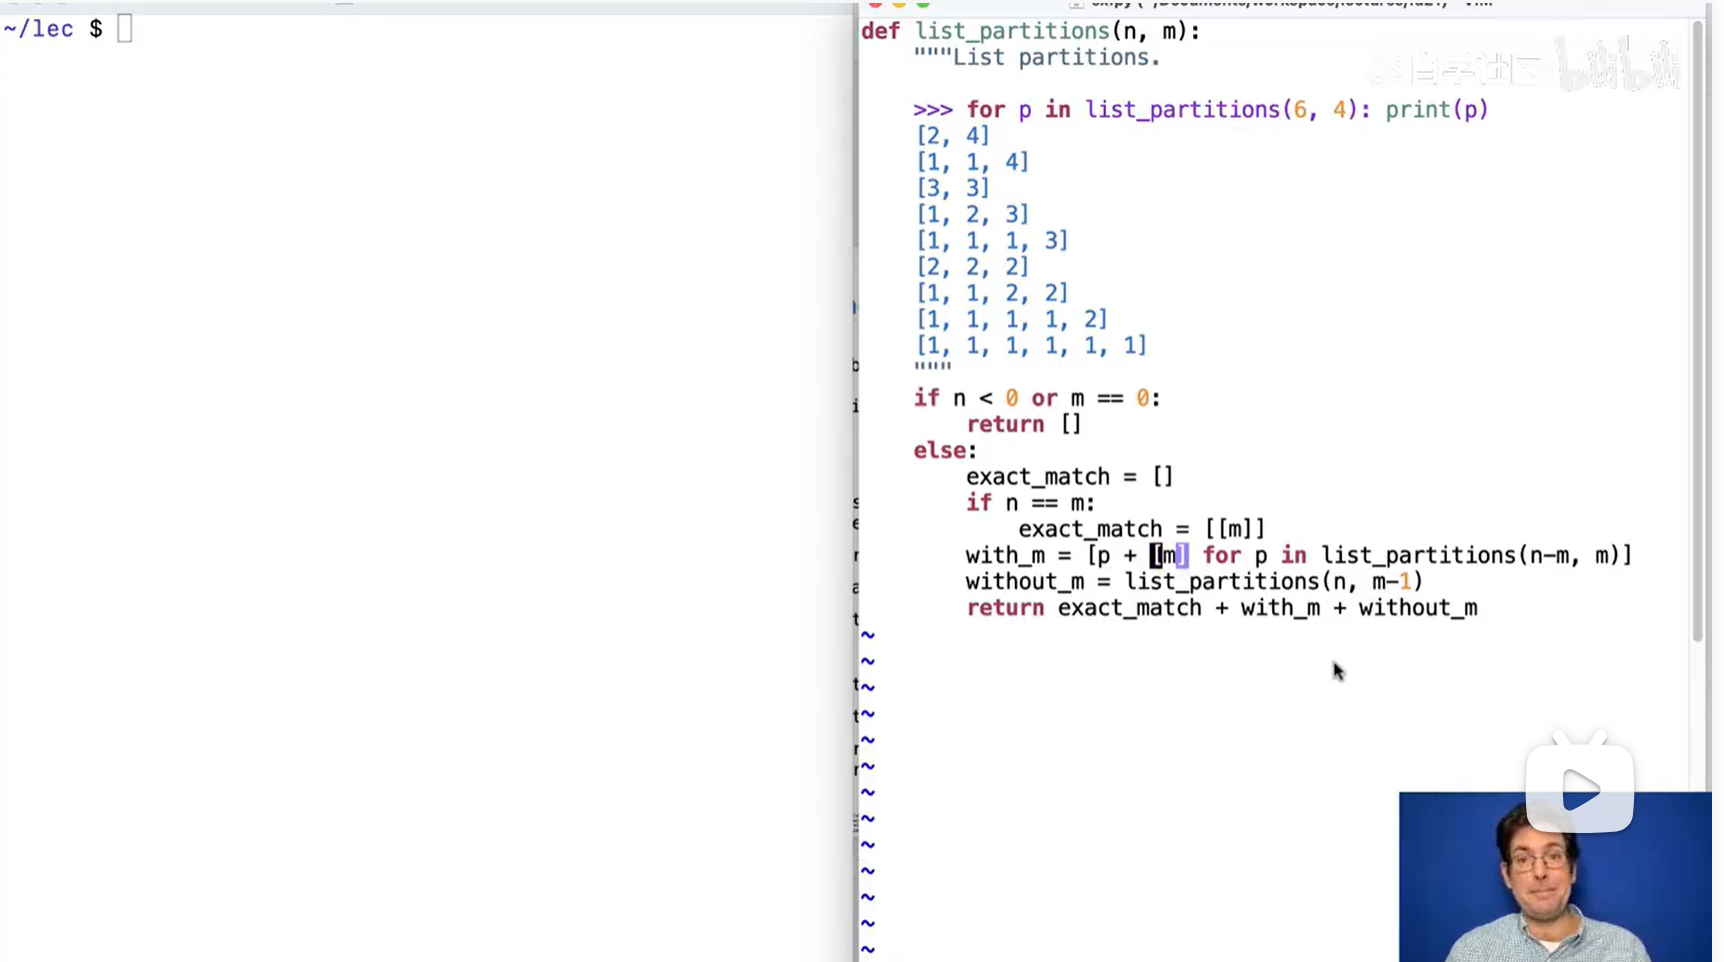 ~/lec $
def list_partitions(n, m):
"""List partitions.
>>> for p in list_partitions(6, 4): print(p)
[2, 4]
[1, 1, 4]
[3, 3]
[1, 2, 3]
[1, 1, 1, 3]
[2, 2, 2]
[1, 1, 2, 2]
[1, 1, 1, 1, 2]
[1, 1, 1, 1, 1, 1]
"""
if n < 0 or m == 0:
return []
else:
exact_match = []
if n == m:
exact_match = [[m]]
with_m = [p + [m] for p in list_partitions(n-m, m)]
without_m = list_partitions(n, m-1)
return exact_match + with_m + without_m
~
~
~
~
~
~
~
~
~
~
~
~
~